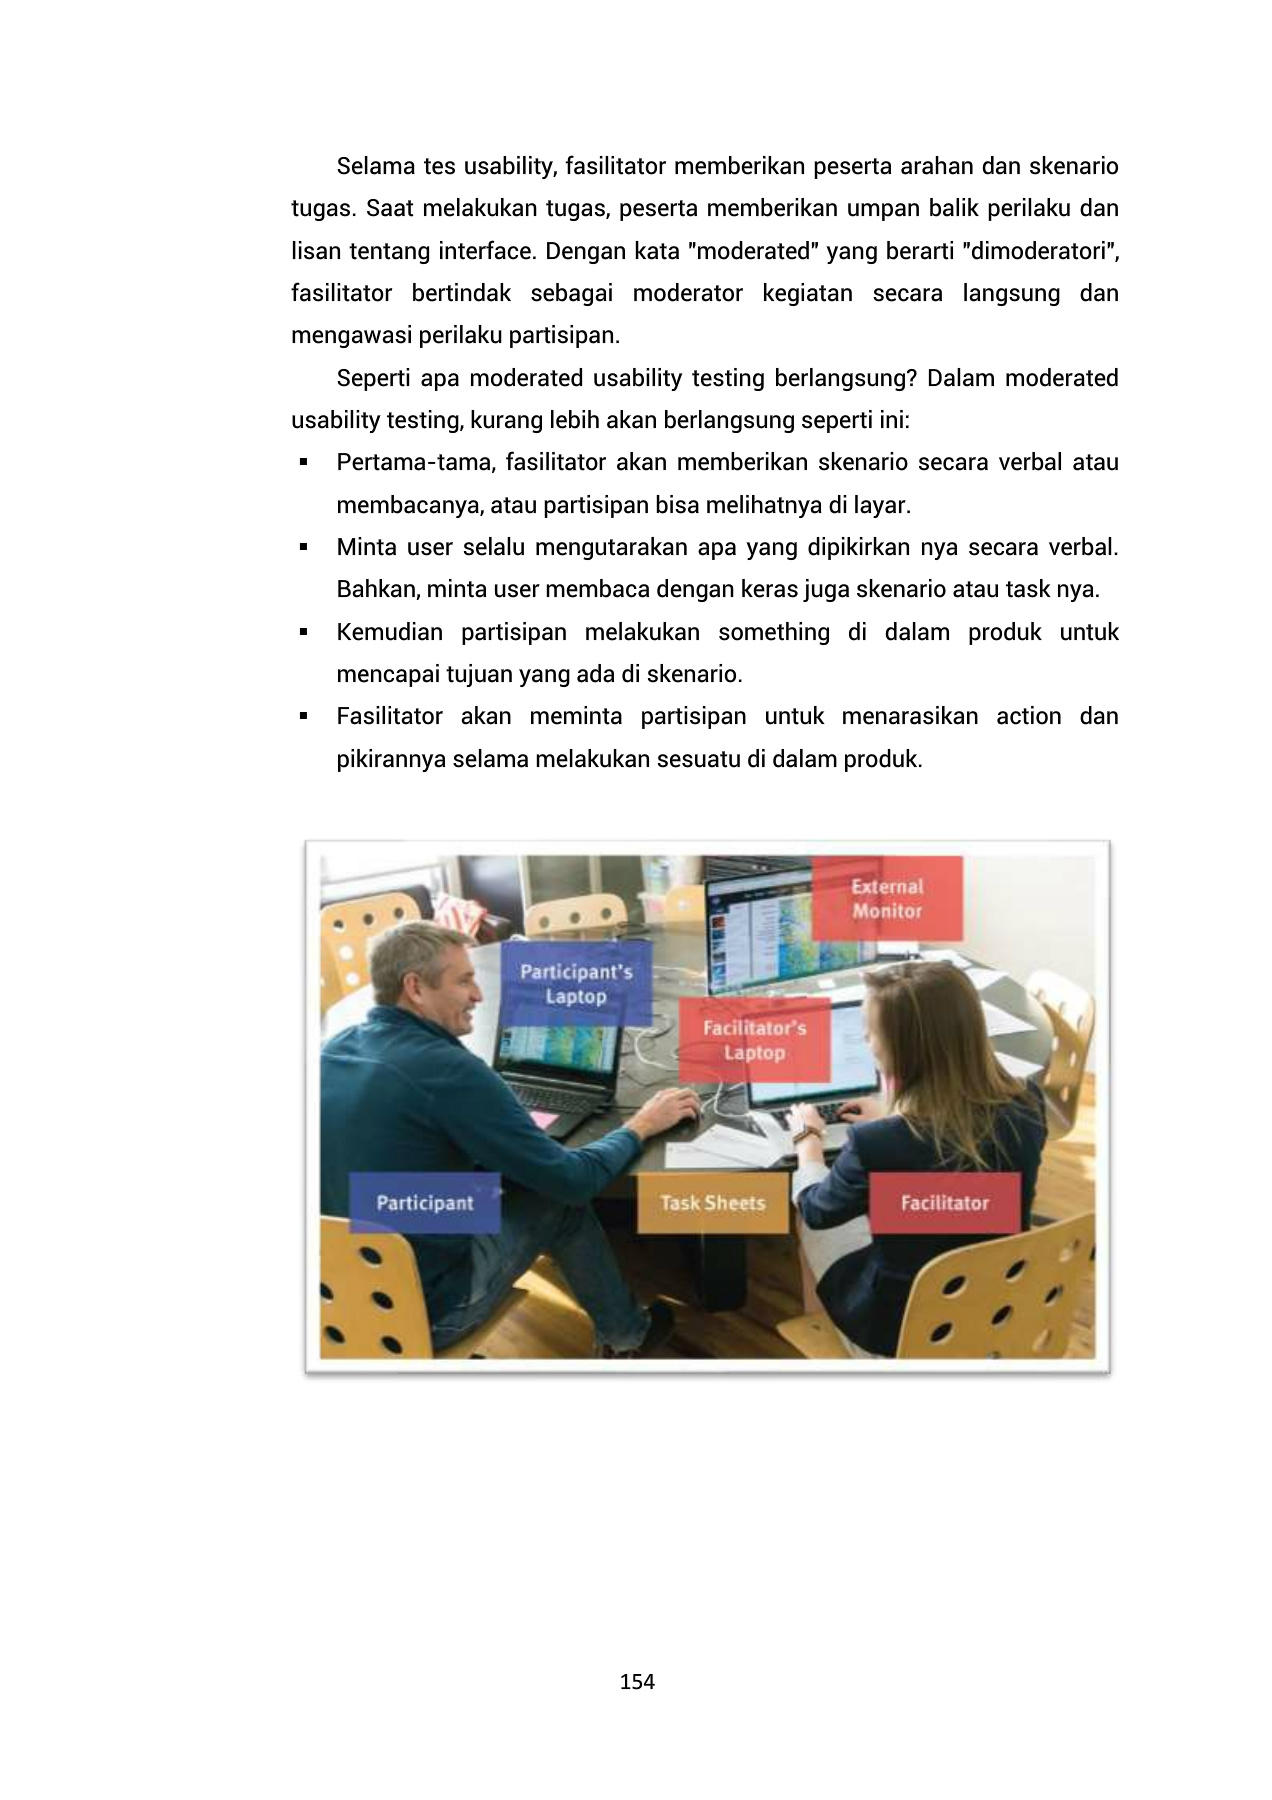 Selama tes usability, fasilitator memberikan peserta arahan dan skenario
tugas. Saat melakukan tugas, peserta memberikan umpan balik perilaku dan
lisan tentang interface. Dengan kata "moderated" yang berarti "dimoderatori",
fasilitator bertindak sebagai moderator kegiatan secara langsung dan
mengawasi perilaku partisipan.
Seperti apa moderated usability testing berlangsung? Dalam moderated
usability testing, kurang lebih akan berlangsung seperti ini:
▪ Pertama-tama, fasilitator akan memberikan skenario secara verbal atau
membacanya, atau partisipan bisa melihatnya di layar.
▪ Minta user selalu mengutarakan apa yang dipikirkan nya secara verbal.
Bahkan, minta user membaca dengan keras juga skenario atau task nya.
▪ Kemudian partisipan melakukan something di dalam produk untuk
mencapai tujuan yang ada di skenario.
▪ Fasilitator akan meminta partisipan untuk menarasikan action dan
pikirannya selama melakukan sesuatu di dalam produk.
External
Monitor
Participant's
Laptop
Facilitator's
Laptop
Participant
Task Sheets
Facilitator
154